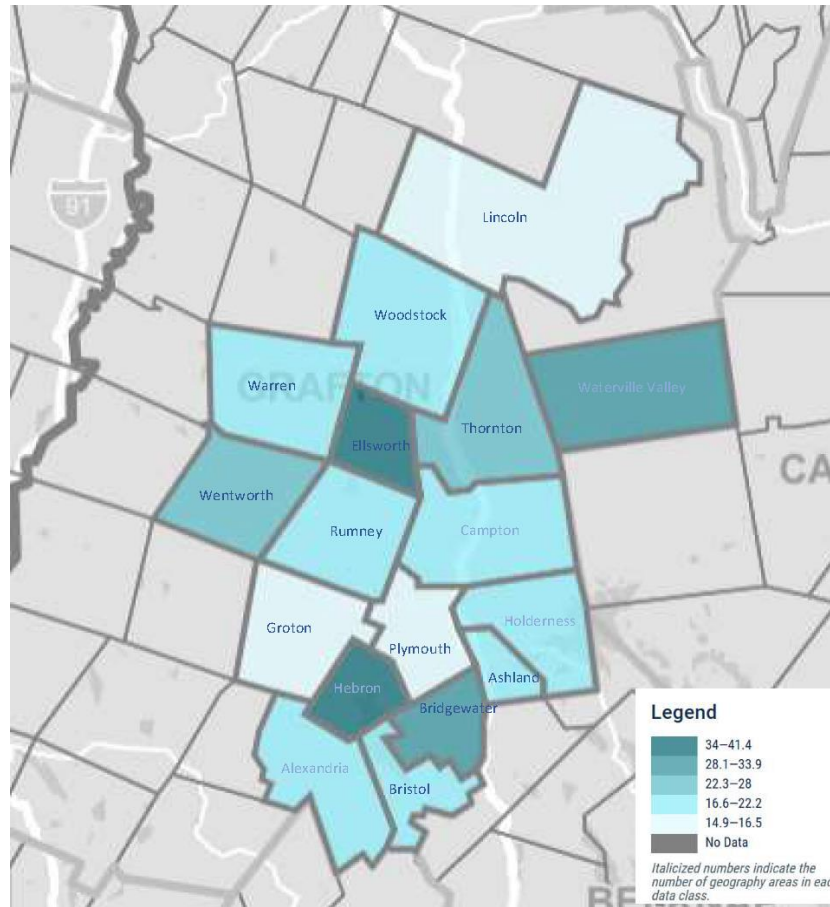 91
Lincoln
Woodstock
GRAFTON
Warren
Waterville Valley
Ellsworth
Thornton
CA
Wentworth
Rumney
Campton
Groton
Holderness
Plymouth
Ashland
Hebron
Bridgewater
Alexandria
Bristol
Legend
34—41.4
28.1—33.9
22.3—28
16.6—22.2
14.9—16.5
No Data
Italicized numbers indicate the
number of geography areas in eac
data class.